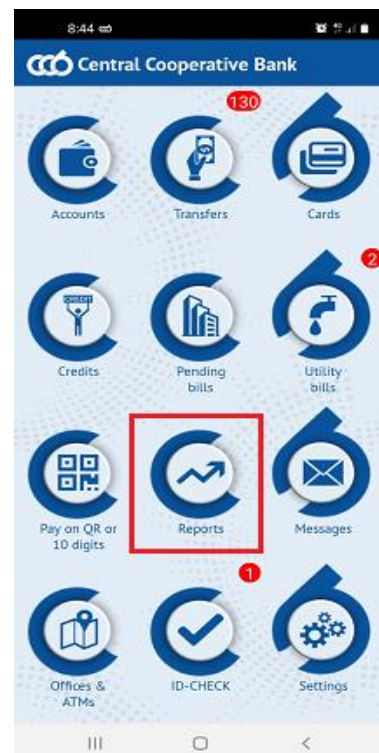 8:44
Central Cooperative Bank
130
Accounts
Transfers
Cards
2
CREDIT
Credits
Pending
bills
Utility
bills
Pay on QR or
10 digits
Reports
Messages
1
Offices &
ATMs
ID-CHECK
Settings